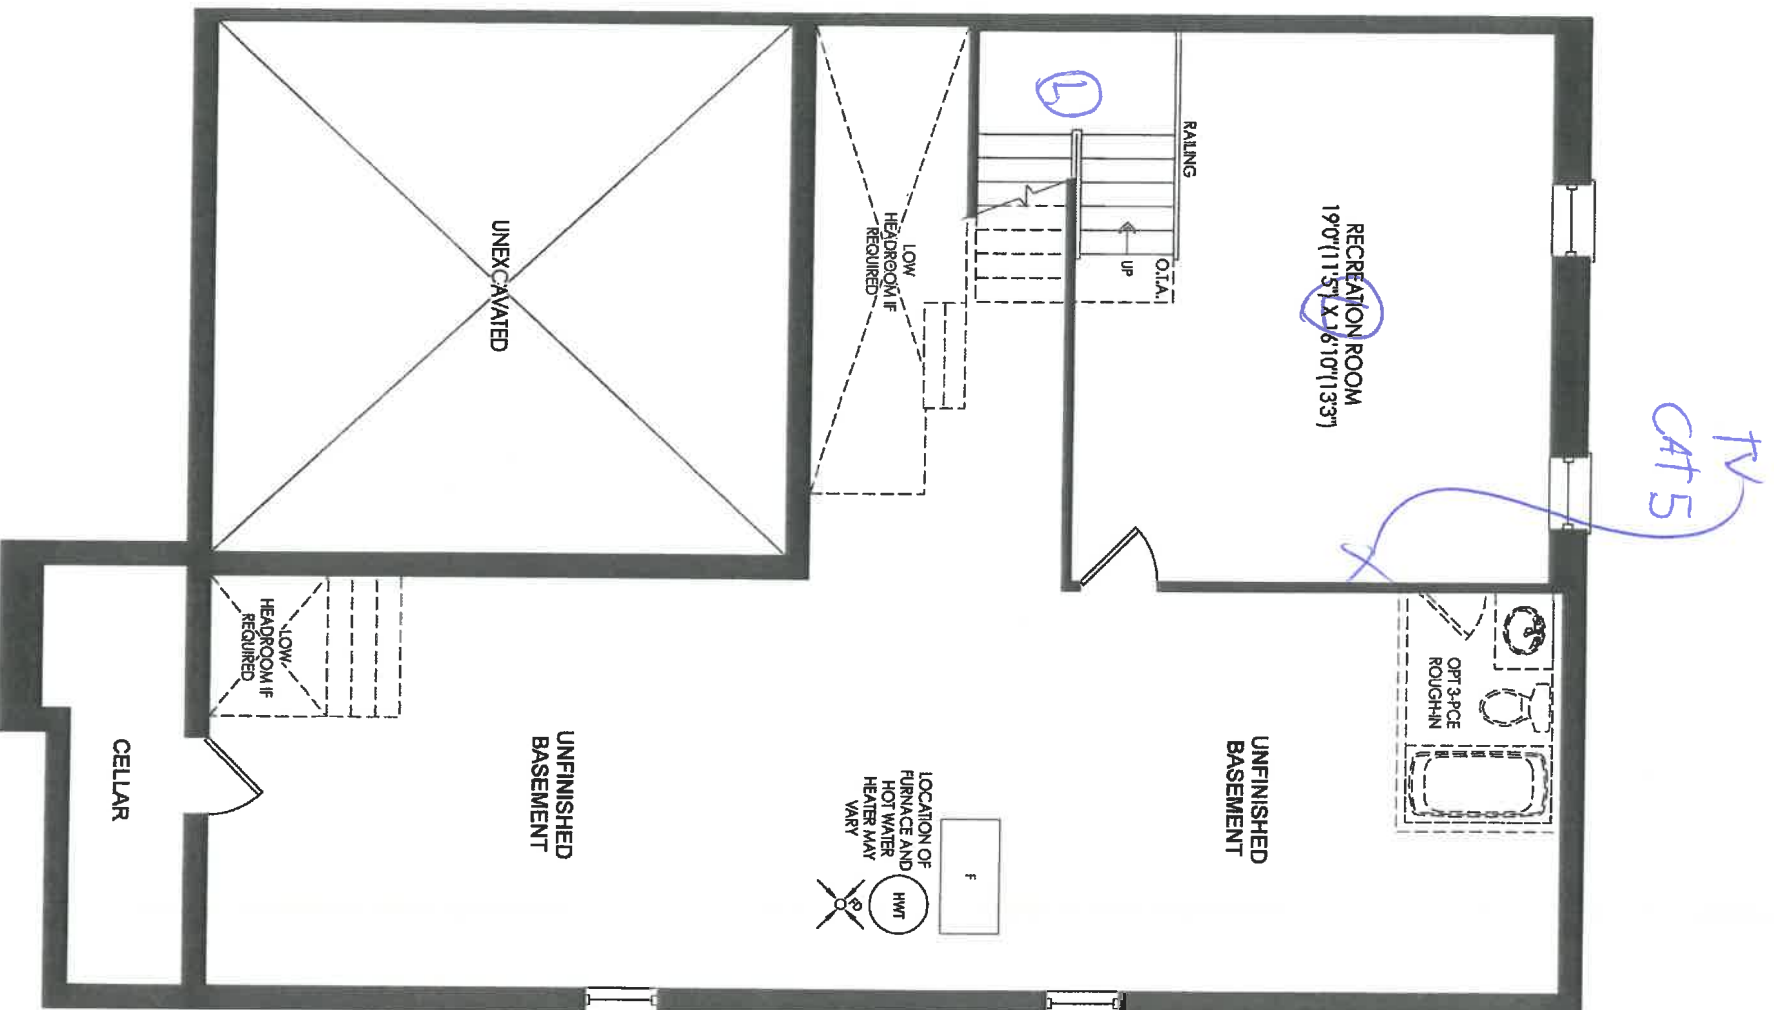 RAILING
RECREATION ROOM
19'0"(11'5") X 16'10"(13'3")
TV
CAT 5
L
L
UP
O.T.A.
LOW
HEADROOM IF
REQUIRED
UNEXCAVATED
OPT 3-PCE
ROUGH-IN
UNFINISHED
BASEMENT
LOCATION OF
FURNACE AND
HOT WATER
HEATER MAY
VARY
F
HWT
FD
UNFINISHED
BASEMENT
LOW
HEADROOM IF
REQUIRED
CELLAR